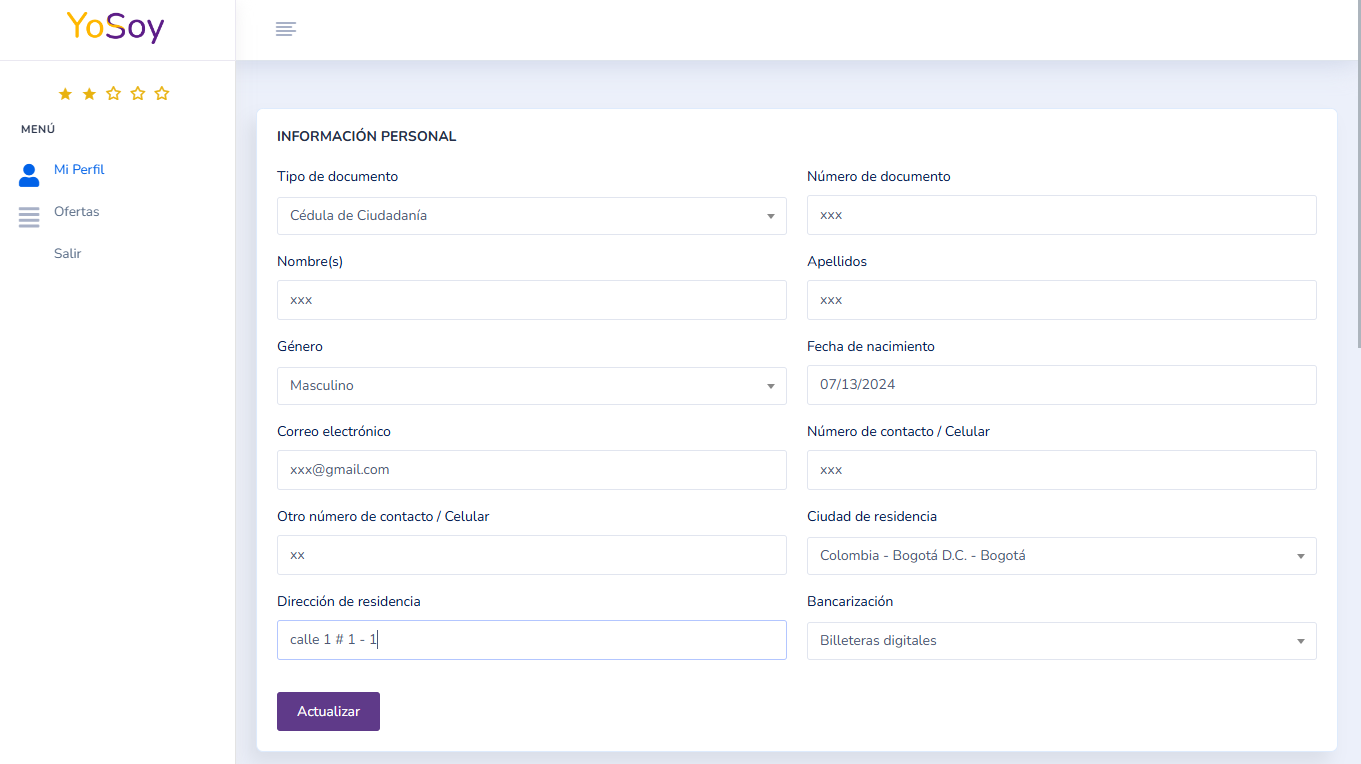 YoSoy
MENÚ
Mi Perfil
Ofertas
Salir
INFORMACIÓN PERSONAL
Tipo de documento
Cédula de Ciudadanía
Número de documento
xxx
Nombre(s)
xxx
Apellidos
xxx
Género
Masculino
Fecha de nacimiento
07/13/2024
Correo electrónico
xxx@gmail.com
Número de contacto / Celular
xxx
Otro número de contacto / Celular
xx
Ciudad de residencia
Colombia - Bogotá D.C. - Bogotá
Dirección de residencia
calle 1 # 1 - 1
Bancarización
Billeteras digitales
Actualizar